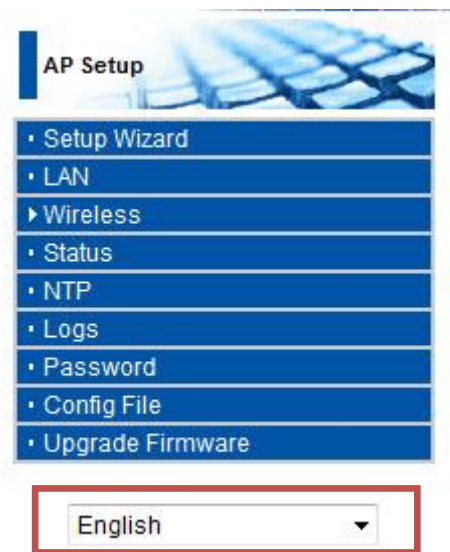 AP Setup
Setup Wizard
LAN
Wireless
Status
NTP
Logs
Password
Config File
Upgrade Firmware
English